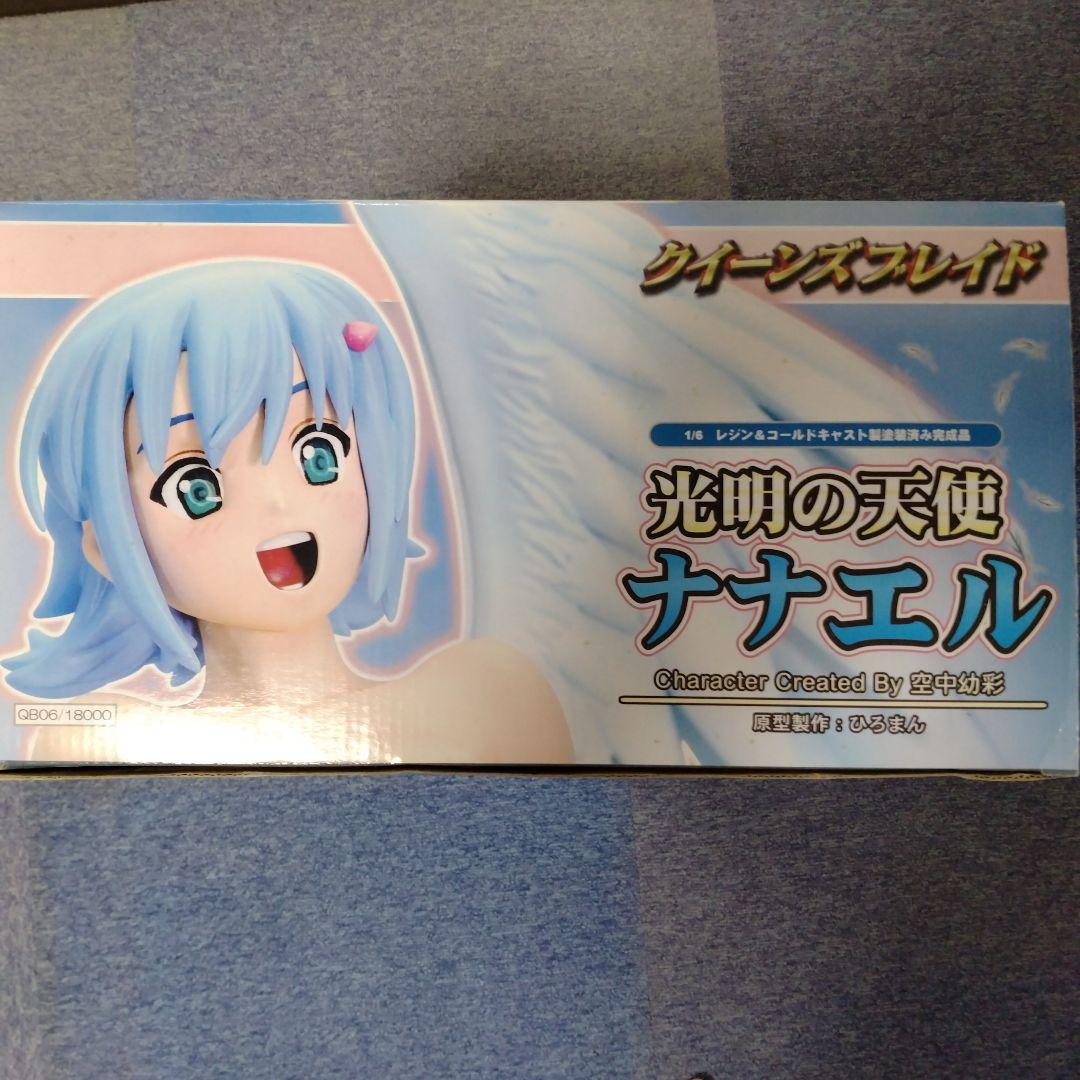 クイーンズブレイド
1/6 レジン&コールドキャスト製塗装済み完成品
光明の天使
ナナエル
Character Created By 空中幼彩
原型製作:ひろまん
QB06/18000